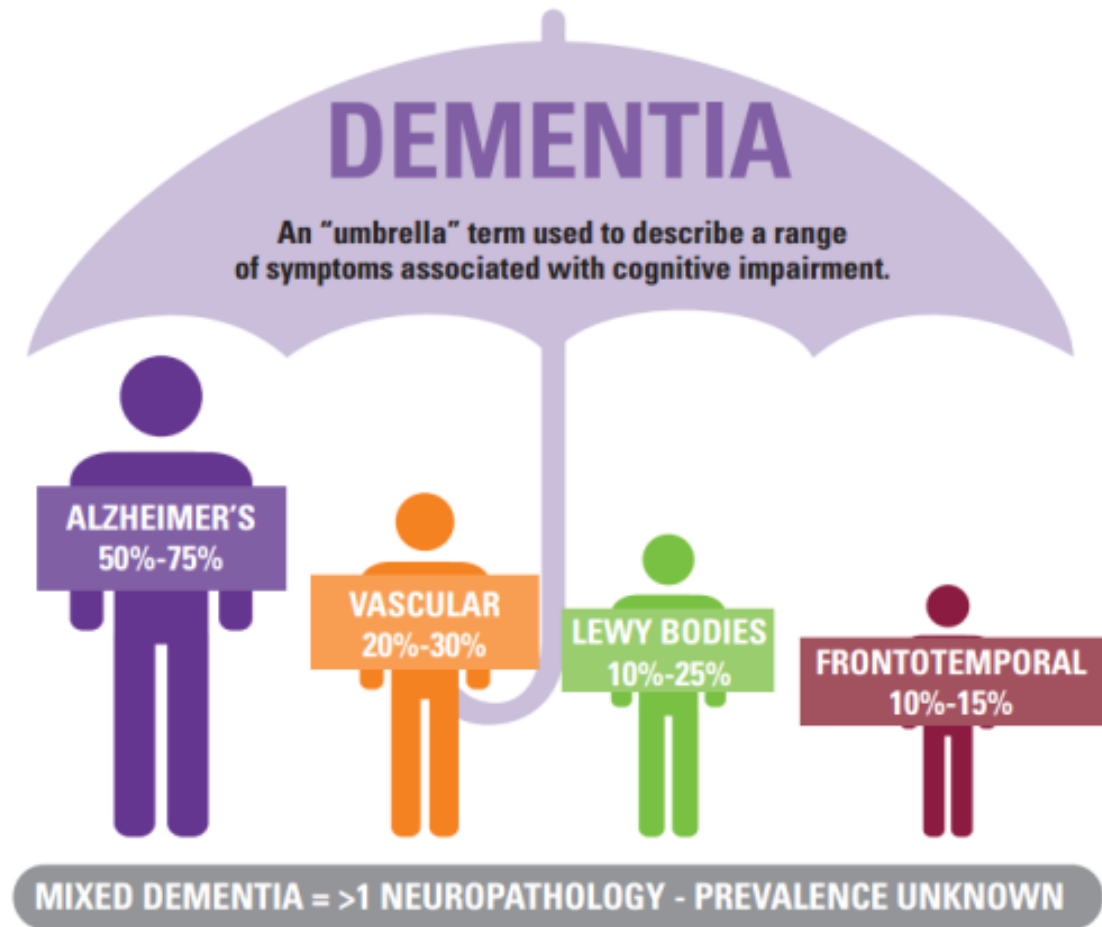 DEMENTIA
An “umbrella” term used to describe a range
of symptoms associated with cognitive impairment.
ALZHEIMER'S
50%-75%
VASCULAR
20%-30%
LEWY BODIES
10%-25%
FRONTOTEMPORAL
10%-15%
MIXED DEMENTIA = >1 NEUROPATHOLOGY - PREVALENCE UNKNOWN